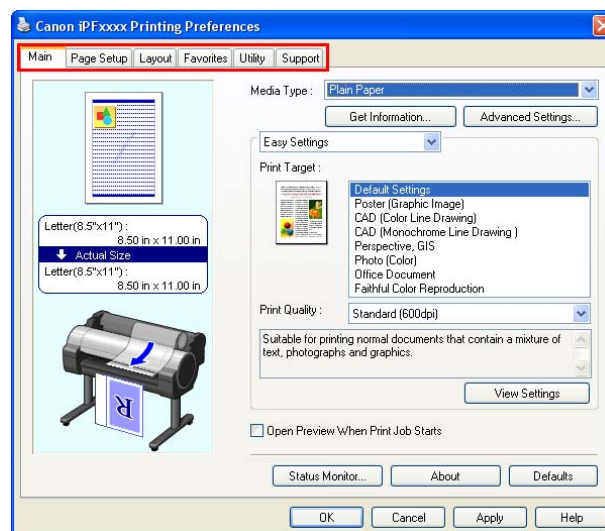 Canon iPFxxxx Printing Preferences
Main Page Setup Layout Favorites Utility Support
Media Type : Plain Paper
Get Information... Advanced Settings...
Easy Settings
Print Target :
Default Settings
Poster (Graphic Image)
CAD (Color Line Drawing)
CAD (Monochrome Line Drawing )
Perspective, GIS
Photo (Color)
Office Document
Faithful Color Reproduction
Letter(8.5"x11") :
8.50 in x 11.00 in
Actual Size
Letter(8.5"x11") :
8.50 in x 11.00 in
R
Print Quality : Standard (600dpi)
Suitable for printing normal documents that contain a mixture of
text, photographs and graphics.
View Settings
Open Preview When Print Job Starts
Status Monitor... About Defaults
OK Cancel Apply Help